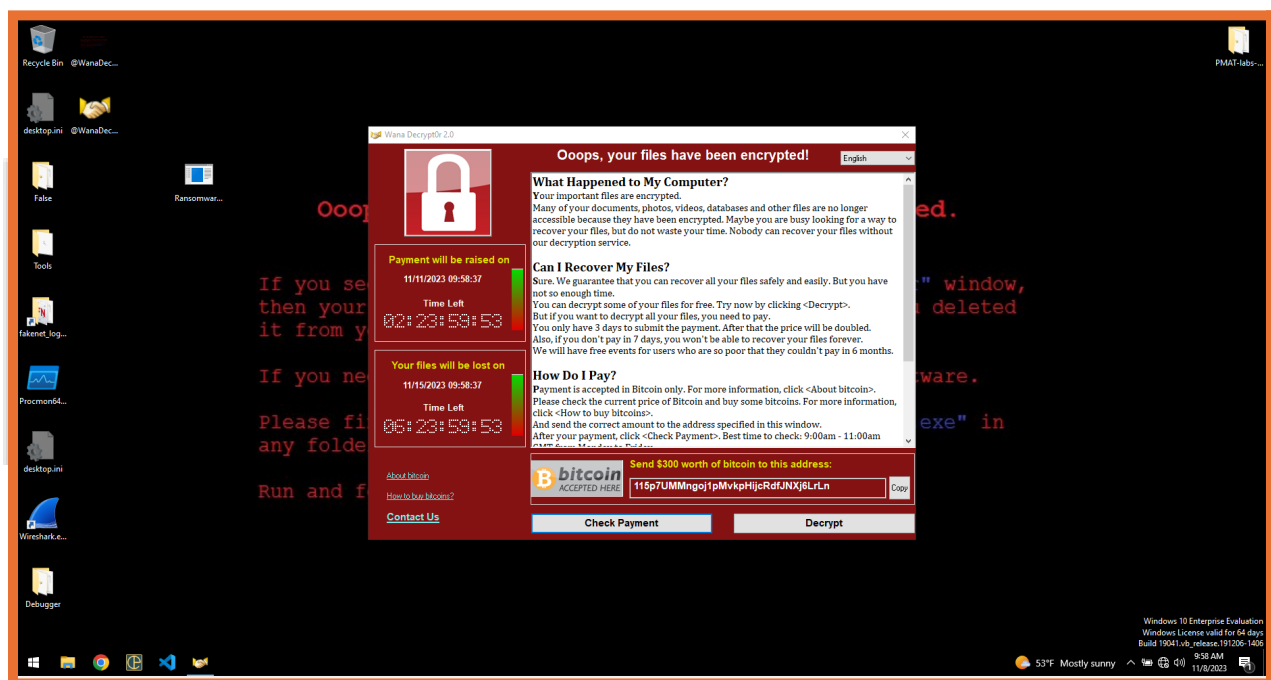 Recycle Bin
@WanaDec...
PMAT-labs-...
desktop.ini
@WanaDec...
False
Ransomwar...
Tools
fakenet_log...
Procmon64...
desktop.ini
Wireshark.e...
Debugger
ed.
If you se
" window,
then your
deleted
it from y
If you ne
ware.
Please fi
exe" in
any folde
Run and f
Wana Decrypt0r 2.0
Ooops, your files have been encrypted!
English
Payment will be raised on
11/11/2023 09:58:37
Time Left
02:23:59:53
Your files will be lost on
11/15/2023 09:58:37
Time Left
06:23:59:53
About bitcoin
How to buy bitcoins?
Contact Us
What Happened to My Computer?
Your important files are encrypted.
Many of your documents, photos, videos, databases and other files are no longer
accessible because they have been encrypted. Maybe you are busy looking for a way to
recover your files, but do not waste your time. Nobody can recover your files without
our decryption service.
Can I Recover My Files?
Sure. We guarantee that you can recover all your files safely and easily. But you have
not so enough time.
You can decrypt some of your files for free. Try now by clicking <Decrypt>.
But if you want to decrypt all your files, you need to pay.
You only have 3 days to submit the payment. After that the price will be doubled.
Also, if you don't pay in 7 days, you won't be able to recover your files forever.
We will have free events for users who are so poor that they couldn't pay in 6 months.
How Do I Pay?
Payment is accepted in Bitcoin only. For more information, click <About bitcoin>.
Please check the current price of Bitcoin and buy some bitcoins. For more information,
click <How to buy bitcoins>.
And send the correct amount to the address specified in this window.
After your payment, click <Check Payment>. Best time to check: 9:00am - 11:00am
GMT from Monday to Friday.
bitcoin
ACCEPTED HERE
Send $300 worth of bitcoin to this address:
115p7UMMngoj1pMvkpHijcRdfJNXj6LrLn
Copy
Check Payment
Decrypt
Windows 10 Enterprise Evaluation
Windows License valid for 64 days
Build 19041.vb_release.191206-1406
53°F Mostly sunny
9:58 AM
11/8/2023